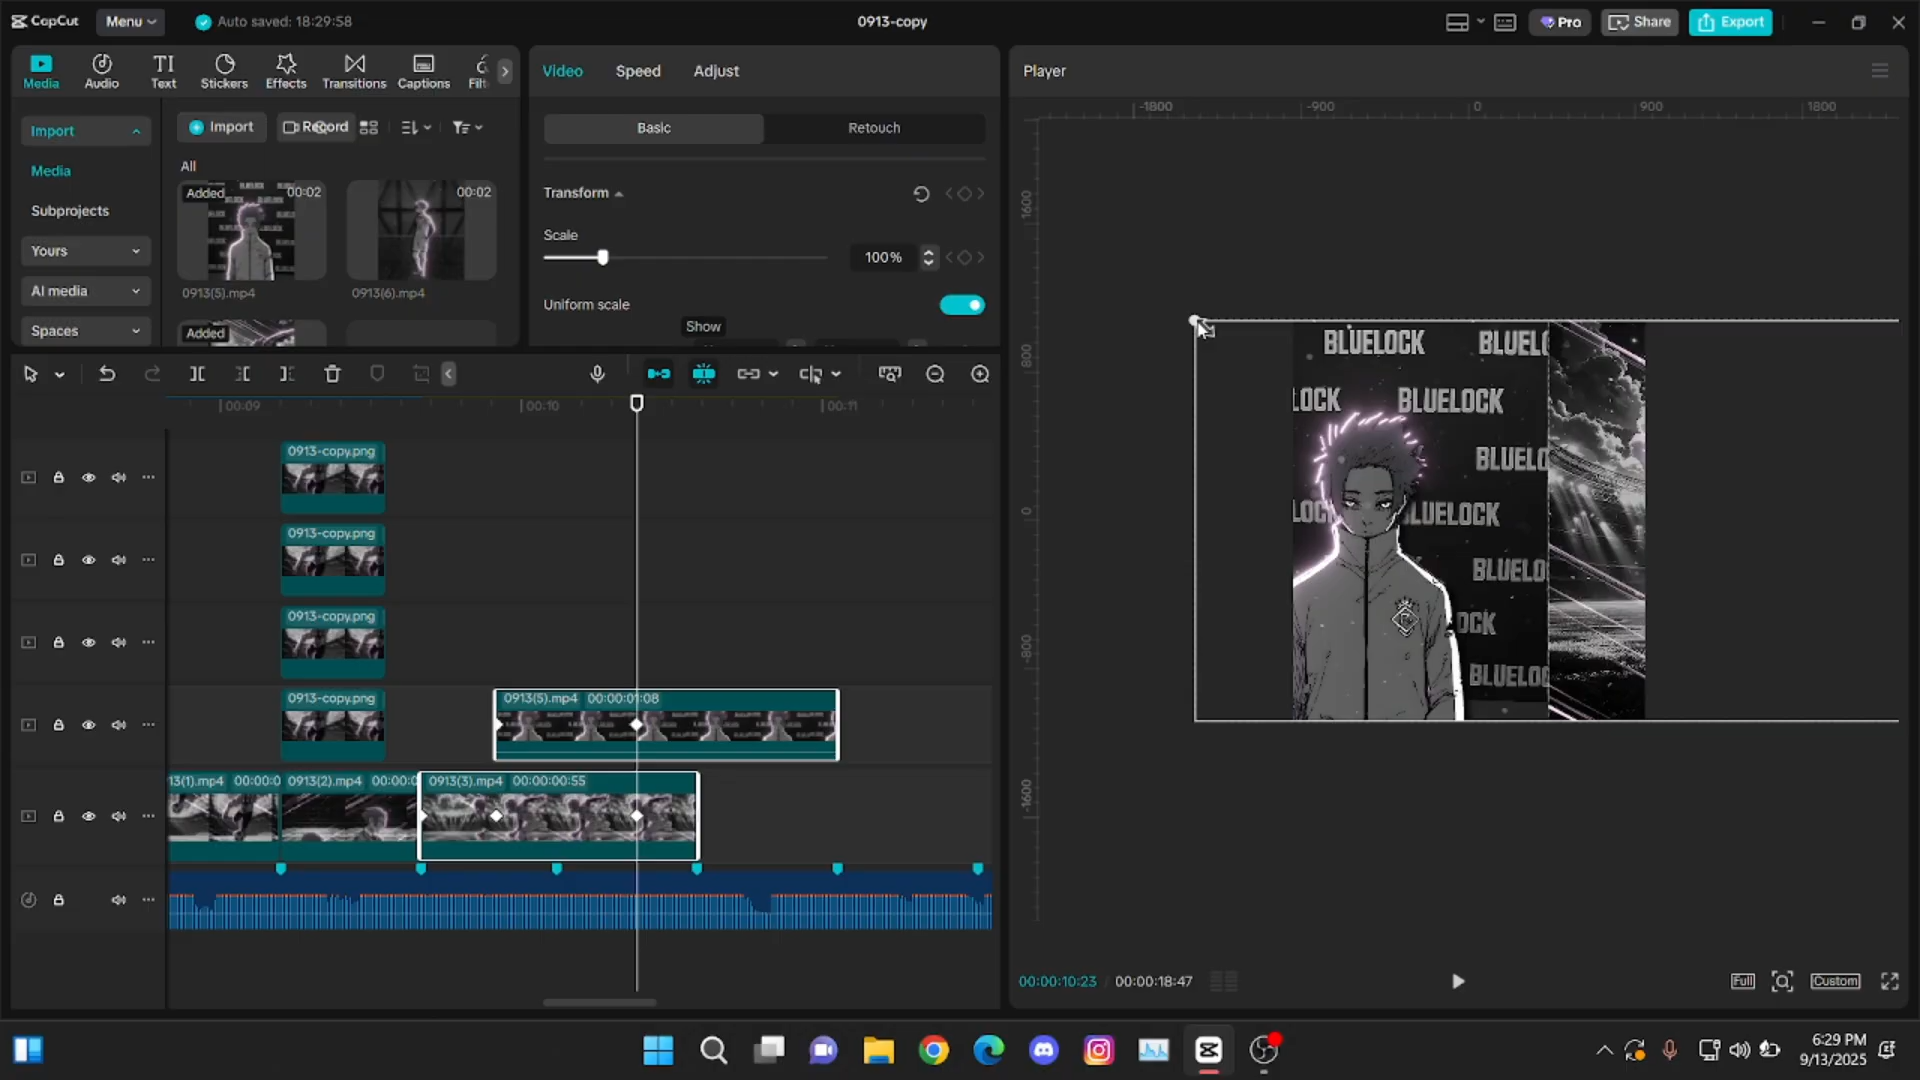 CapCut
Menu
Auto saved: 18:29:58
0913-copy
Pro
Share
Export
Media
Audio
Text
Stickers
Effects
Transitions
Captions
Video
Speed
Adjust
Player
Import
Import
Record
Basic
Retouch
-1800
-900
0
900
1800
Media
All
Subprojects
Added
00:02
00:02
Transform
Scale
100%
Yours
0913(5).mp4
0913(6).mp4
AI media
Uniform scale
Spaces
Added
Show
1600
800
0
-800
-1600
BLUELOCK
BLUELO
LOCK
BLUELOCK
BLUELO
LOCK
BLUELOCK
BLUELO
OCK
BLUELO
00:09
00:10
00:11
0913-copy.png
0913-copy.png
0913-copy.png
0913-copy.png
0913(5).mp4 00:00:01:08
13(1).mp4 00:00:0
0913(2).mp4 00:00:0
0913(3).mp4 00:00:00:55
00:00:10:23 / 00:00:18:47
Full
Custom
6:29 PM
9/13/2025